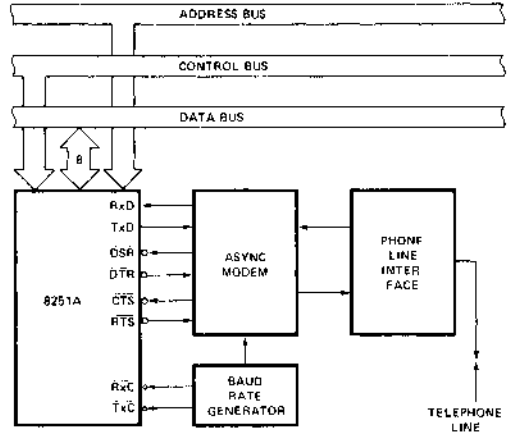 ADDRESS BUS
CONTROL BUS
DATA BUS
8
8251A
RxD
TxD
DSR
DTR
CTS
RTS
RxC
TxC
ASYNC
MODEM
BAUD
RATE
GENERATOR
PHONE
LINE
INTER
FACE
TELEPHONE
LINE